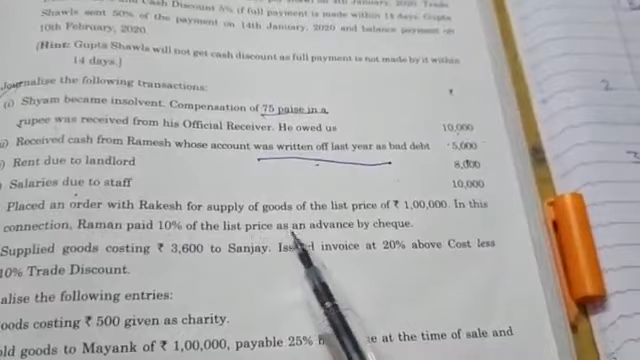 Cash Discount 5% if full payment is made within 14 days. Gupta
Shawls sent 50% of the payment on 14th January, 2020 and balance payment on
10th February, 2020.
[Hint: Gupta Shawls will not get cash discount as full payment is not made by it within
14 days.]
Journalise the following transactions:
₹
(i) Shyam became insolvent. Compensation of 75 paise in a
rupee was received from his Official Receiver. He owed us 10,000
Received cash from Ramesh whose account was written off last year as bad debt 5,000
Rent due to landlord 8,000
Salaries due to staff 10,000
Placed an order with Rakesh for supply of goods of the list price of ₹ 1,00,000. In this
connection, Raman paid 10% of the list price as an advance by cheque.
Supplied goods costing ₹ 3,600 to Sanjay. invoice at 20% above Cost less
10% Trade Discount.
alise the following entries:
oods costing ₹ 500 given as charity.
old goods to Mayank of ₹ 1,00,000, payable 25% at the time of sale and
2